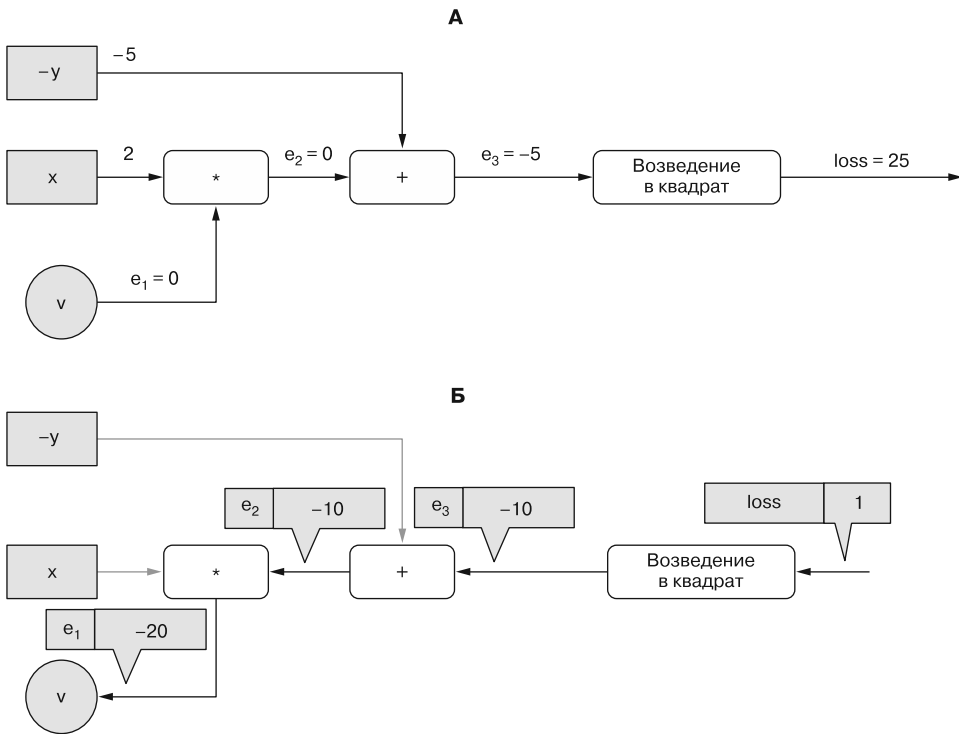 А
−y
−5
x
2
*
e₂ = 0
+
e₃ = −5
Возведение
в квадрат
loss = 25
e₁ = 0
v
Б
−y
e₂ −10
e₃ −10
loss 1
x
*
+
Возведение
в квадрат
e₁ −20
v